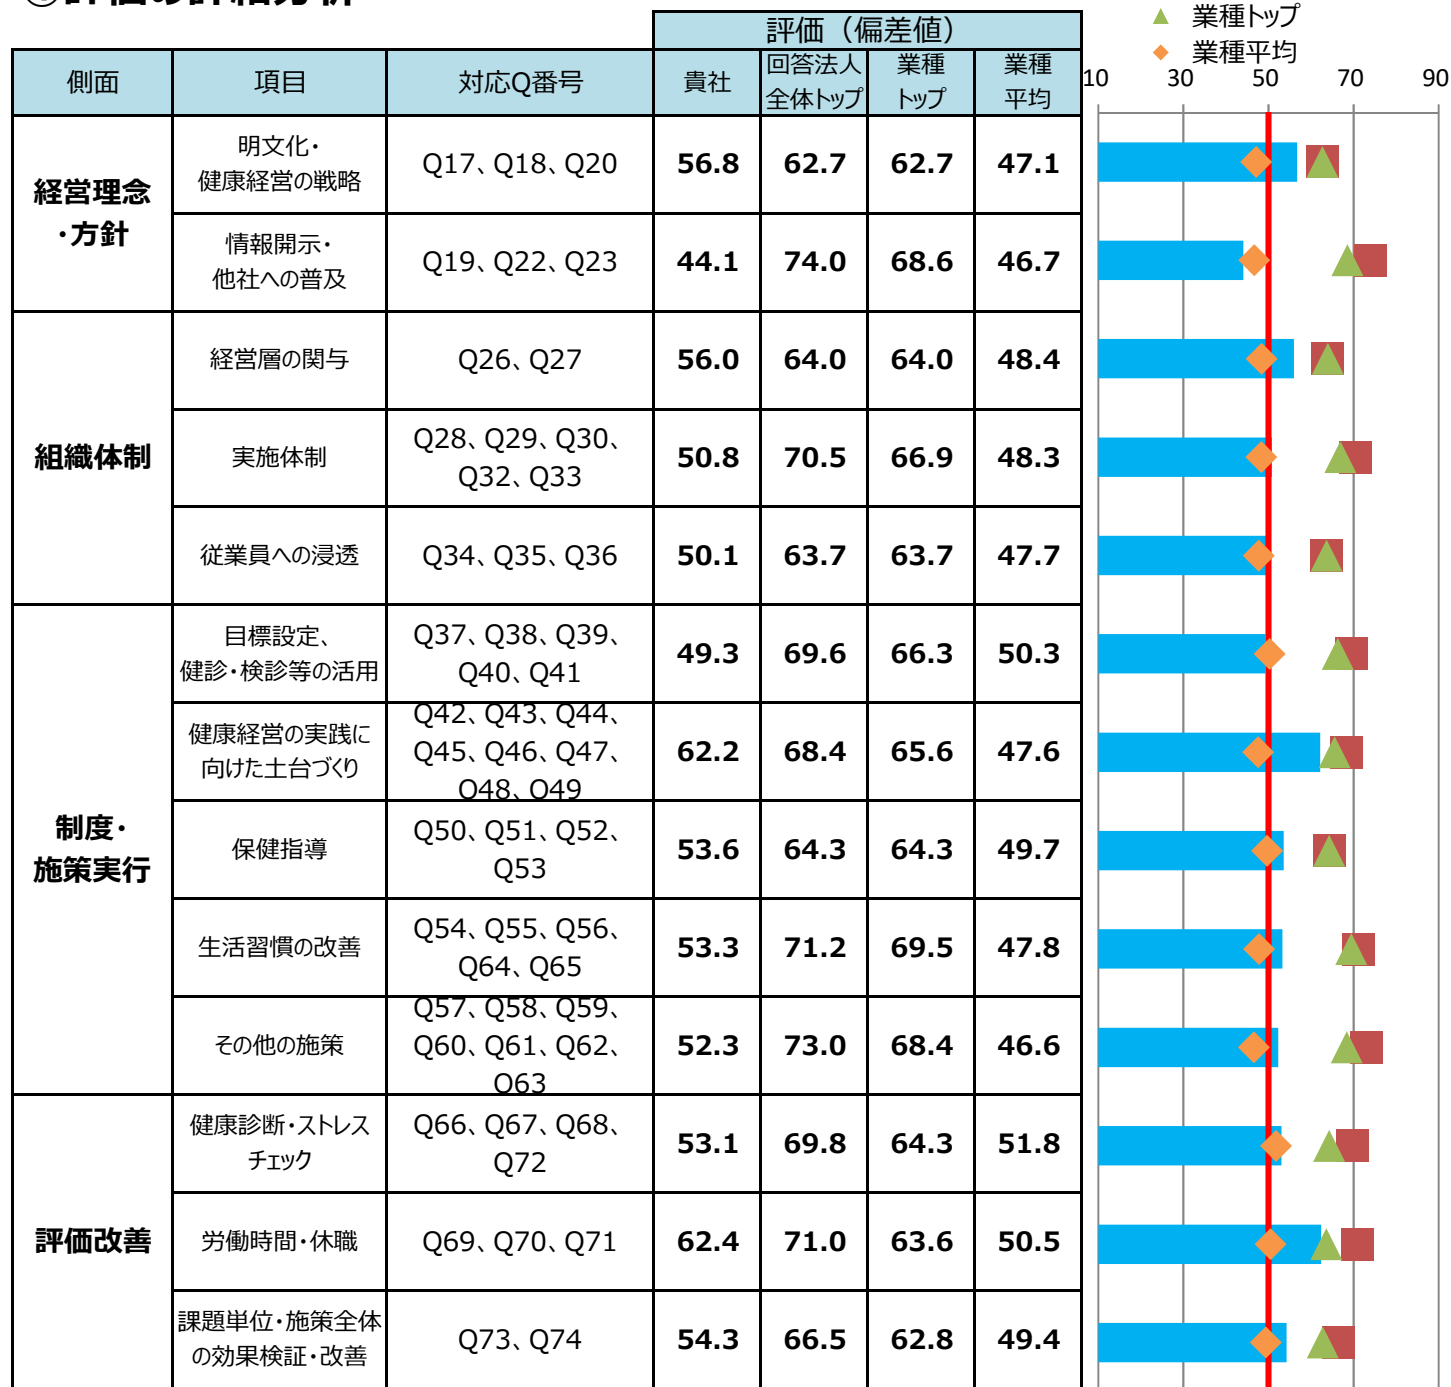 評価（偏差値）
▲ 業種トップ
◆ 業種平均
側面 項目 対応Q番号 貴社 回答法人全体トップ 業種トップ 業種平均
10 30 50 70 90
経営理念・方針
明文化・健康経営の戦略 Q17、Q18、Q20 56.8 62.7 62.7 47.1
情報開示・他社への普及 Q19、Q22、Q23 44.1 74.0 68.6 46.7
組織体制
経営層の関与 Q26、Q27 56.0 64.0 64.0 48.4
実施体制 Q28、Q29、Q30、Q32、Q33 50.8 70.5 66.9 48.3
従業員への浸透 Q34、Q35、Q36 50.1 63.7 63.7 47.7
制度・施策実行
目標設定、健診・検診等の活用 Q37、Q38、Q39、Q40、Q41 49.3 69.6 66.3 50.3
健康経営の実践に向けた土台づくり Q42、Q43、Q44、Q45、Q46、Q47、Q48、Q49 62.2 68.4 65.6 47.6
保健指導 Q50、Q51、Q52、Q53 53.6 64.3 64.3 49.7
生活習慣の改善 Q54、Q55、Q56、Q64、Q65 53.3 71.2 69.5 47.8
その他の施策 Q57、Q58、Q59、Q60、Q61、Q62、Q63 52.3 73.0 68.4 46.6
評価改善
健康診断・ストレスチェック Q66、Q67、Q68、Q72 53.1 69.8 64.3 51.8
労働時間・休職 Q69、Q70、Q71 62.4 71.0 63.6 50.5
課題単位・施策全体の効果検証・改善 Q73、Q74 54.3 66.5 62.8 49.4